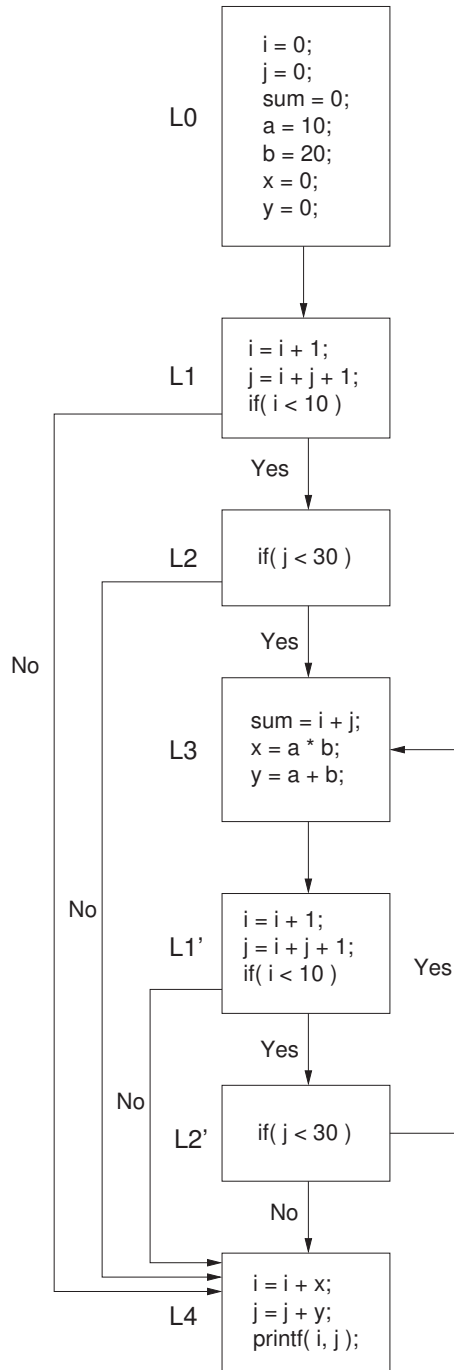 L0
i = 0;
j = 0;
sum = 0;
a = 10;
b = 20;
x = 0;
y = 0;
L1
i = i + 1;
j = i + j + 1;
if( i < 10 )
Yes
L2
if( j < 30 )
Yes
No
L3
sum = i + j;
x = a * b;
y = a + b;
No
L1’
i = i + 1;
j = i + j + 1;
if( i < 10 )
Yes
Yes
No
L2’
if( j < 30 )
No
L4
i = i + x;
j = j + y;
printf( i, j );